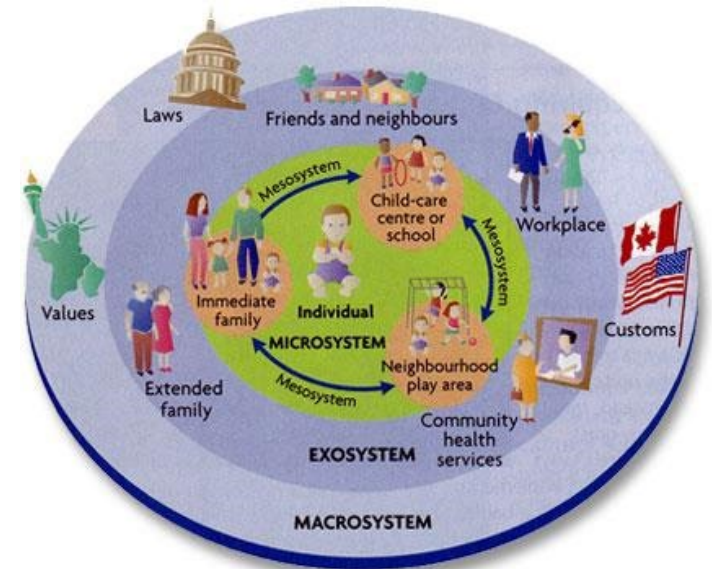 Laws
Friends and neighbours
Mesosystem
Child-care
centre or
school
Workplace
Mesosystem
Values
Immediate
family
Individual
MICROSYSTEM
Customs
Neighbourhood
play area
Mesosystem
Extended
family
Community
health
services
EXOSYSTEM
MACROSYSTEM